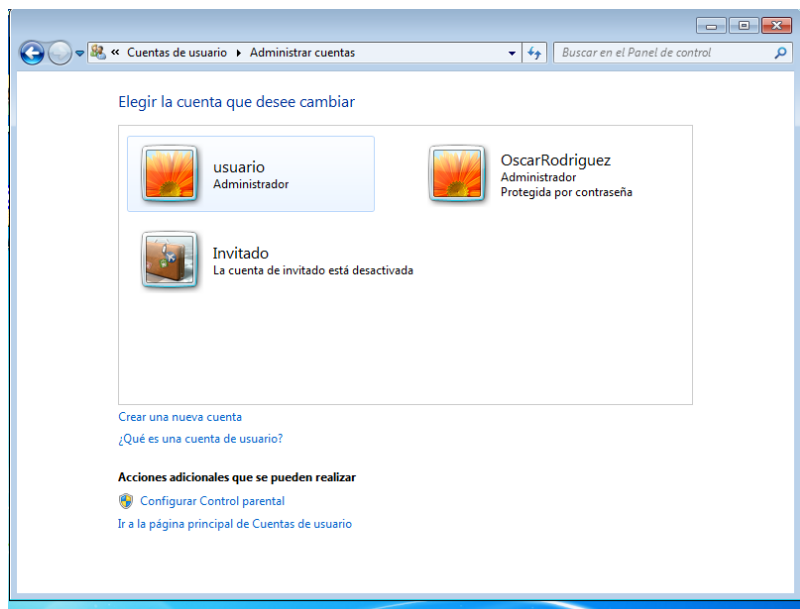 « Cuentas de usuario ▸ Administrar cuentas
Buscar en el Panel de control
Elegir la cuenta que desee cambiar
usuario
Administrador
OscarRodriguez
Administrador
Protegida por contraseña
Invitado
La cuenta de invitado está desactivada
Crear una nueva cuenta
¿Qué es una cuenta de usuario?
Acciones adicionales que se pueden realizar
Configurar Control parental
Ir a la página principal de Cuentas de usuario